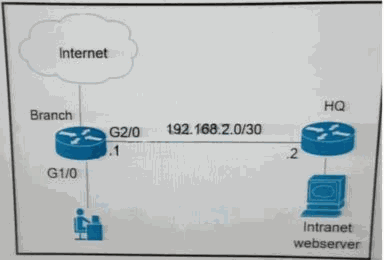 Internet
Branch
HQ
G2/0
192.168.2.0/30
.1
.2
G1/0
Intranet
webserver